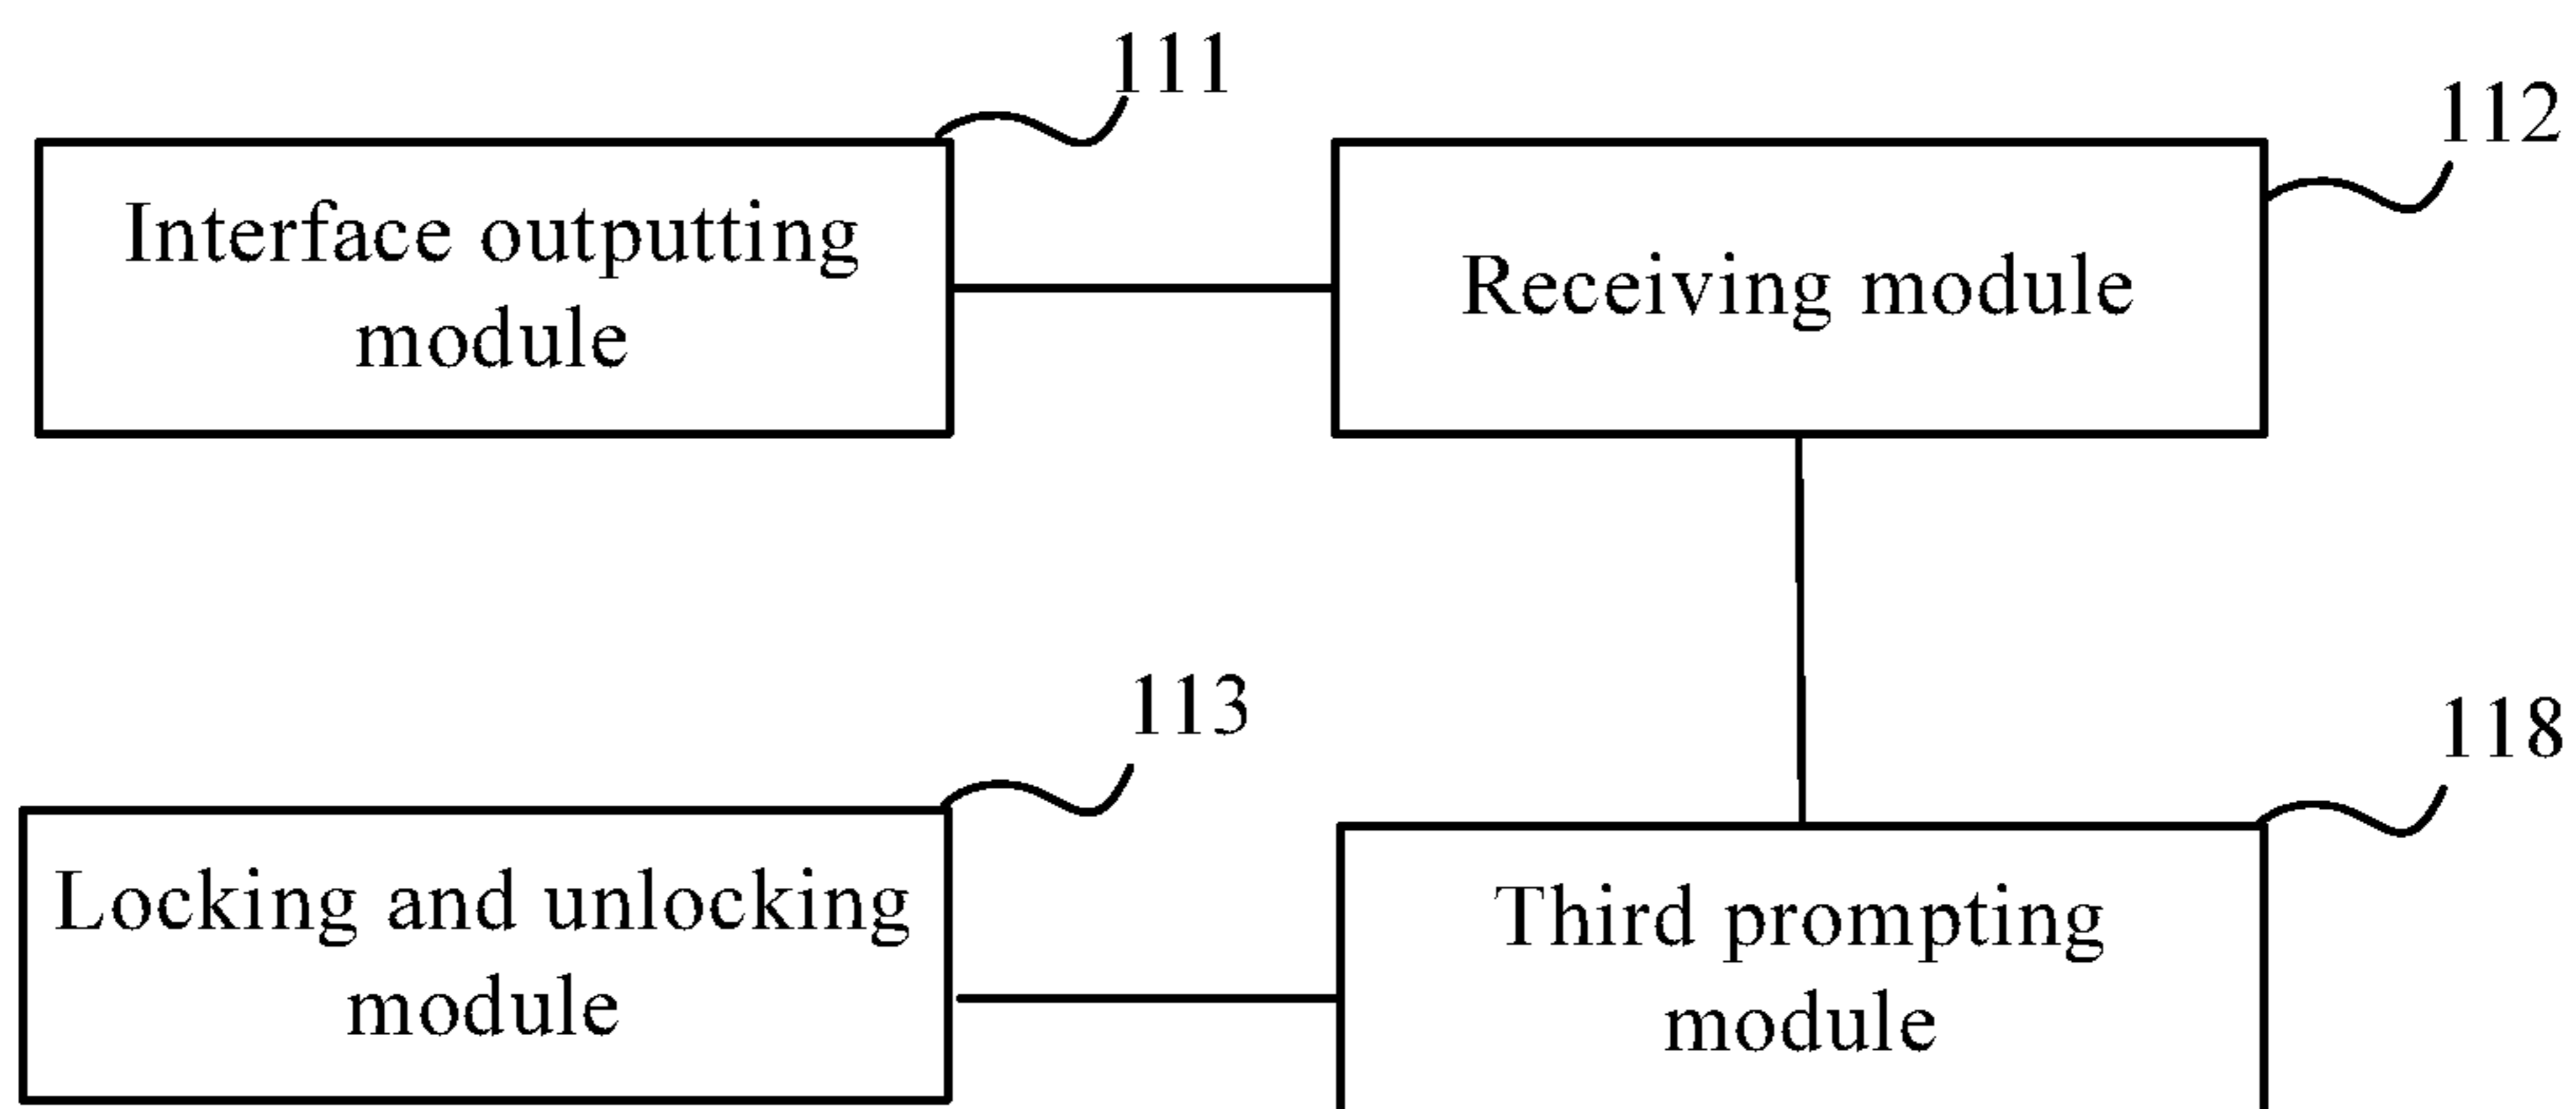 111
112
Interface outputting
module
Receiving module
113
118
Locking and unlocking
module
Third prompting
module